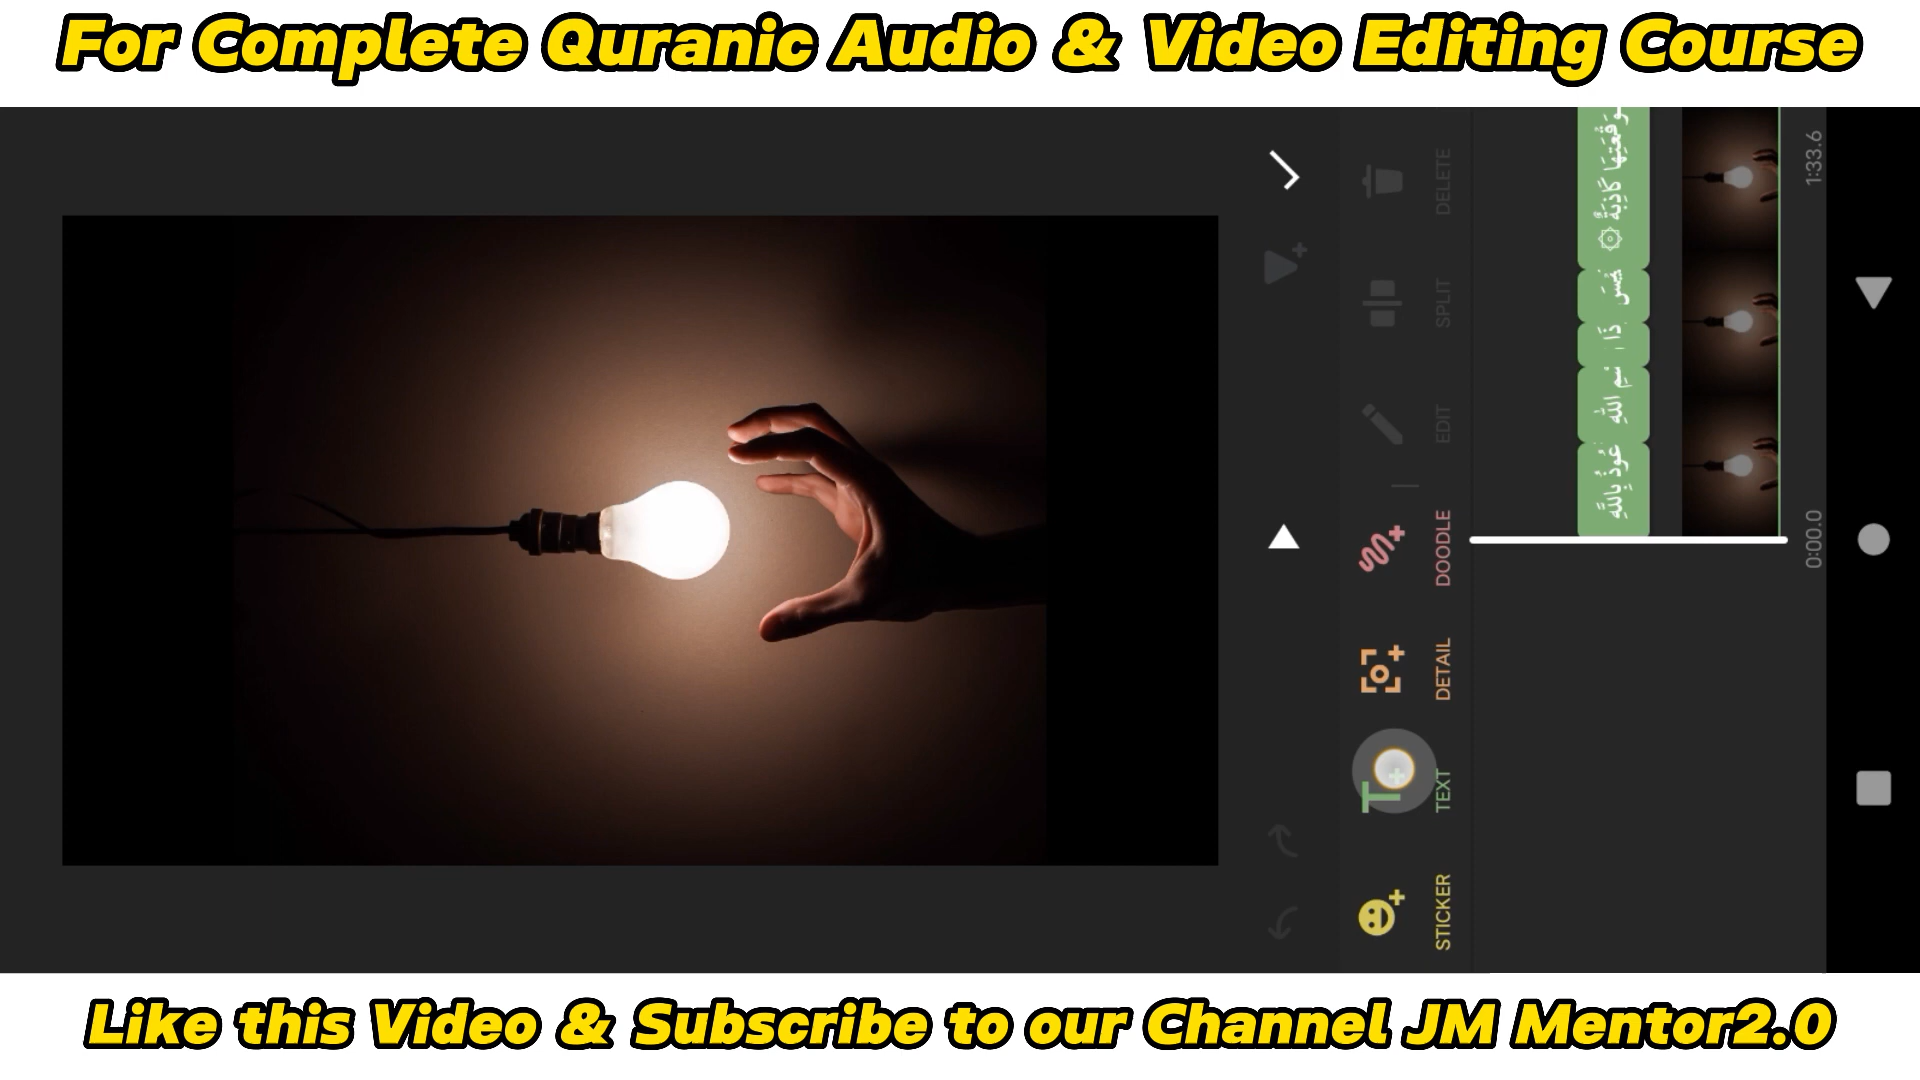 For Complete Quranic Audio & Video Editing Course
STICKER
TEXT
DETAIL
DOODLE
EDIT
SPLIT
DELETE
0:00.0
1:33.6
Like this Video & Subscribe to our Channel JM Mentor2.0